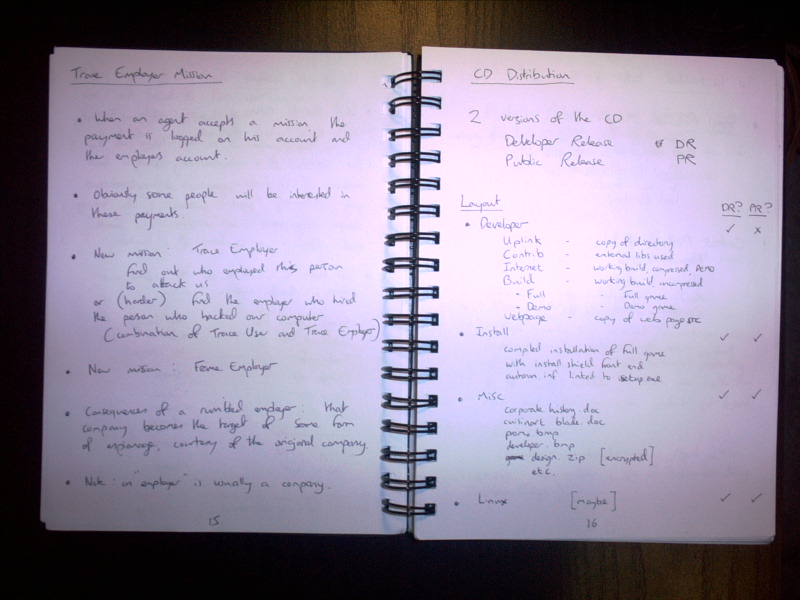 Trace Employer Mission
• When an agent accepts a mission the
payment is logged on his account and
the employers account.
• Obviously some people will be interested in
these payments.
• New mission : Trace Employer
find out who employed this person
to attack us
or (harder) find the employer who hired
the person who hacked our computer
(combination of Trace User and Trace Employer)
• New mission : Frame Employer
• Consequences of a rumbled employer : that
company becomes the target of some form
of espionage, courtesy of the original company.
• Note : an "employer" is usually a company.
15
CD Distribution
2 versions of the CD
Developer Release DR
Public Release PR
Layout DR? PR?
• Developer ✓ x
Uplink - copy of directory
Contrib - external libs used
Internet - working build, compressed, DEMO
Build - working build, uncompressed
- Full - Full game
- Demo - Demo game
Webpage - copy of web page etc
• Install ✓ ✓
compiled installation of full game
with install shield front end
autorun.inf linked to setup.exe
• Misc ✓ ✓
corporate history.doc
blade.doc
promo.bmp
developer.bmp
design.zip [encrypted]
etc.
• Linux [maybe] ✓ ✓
16